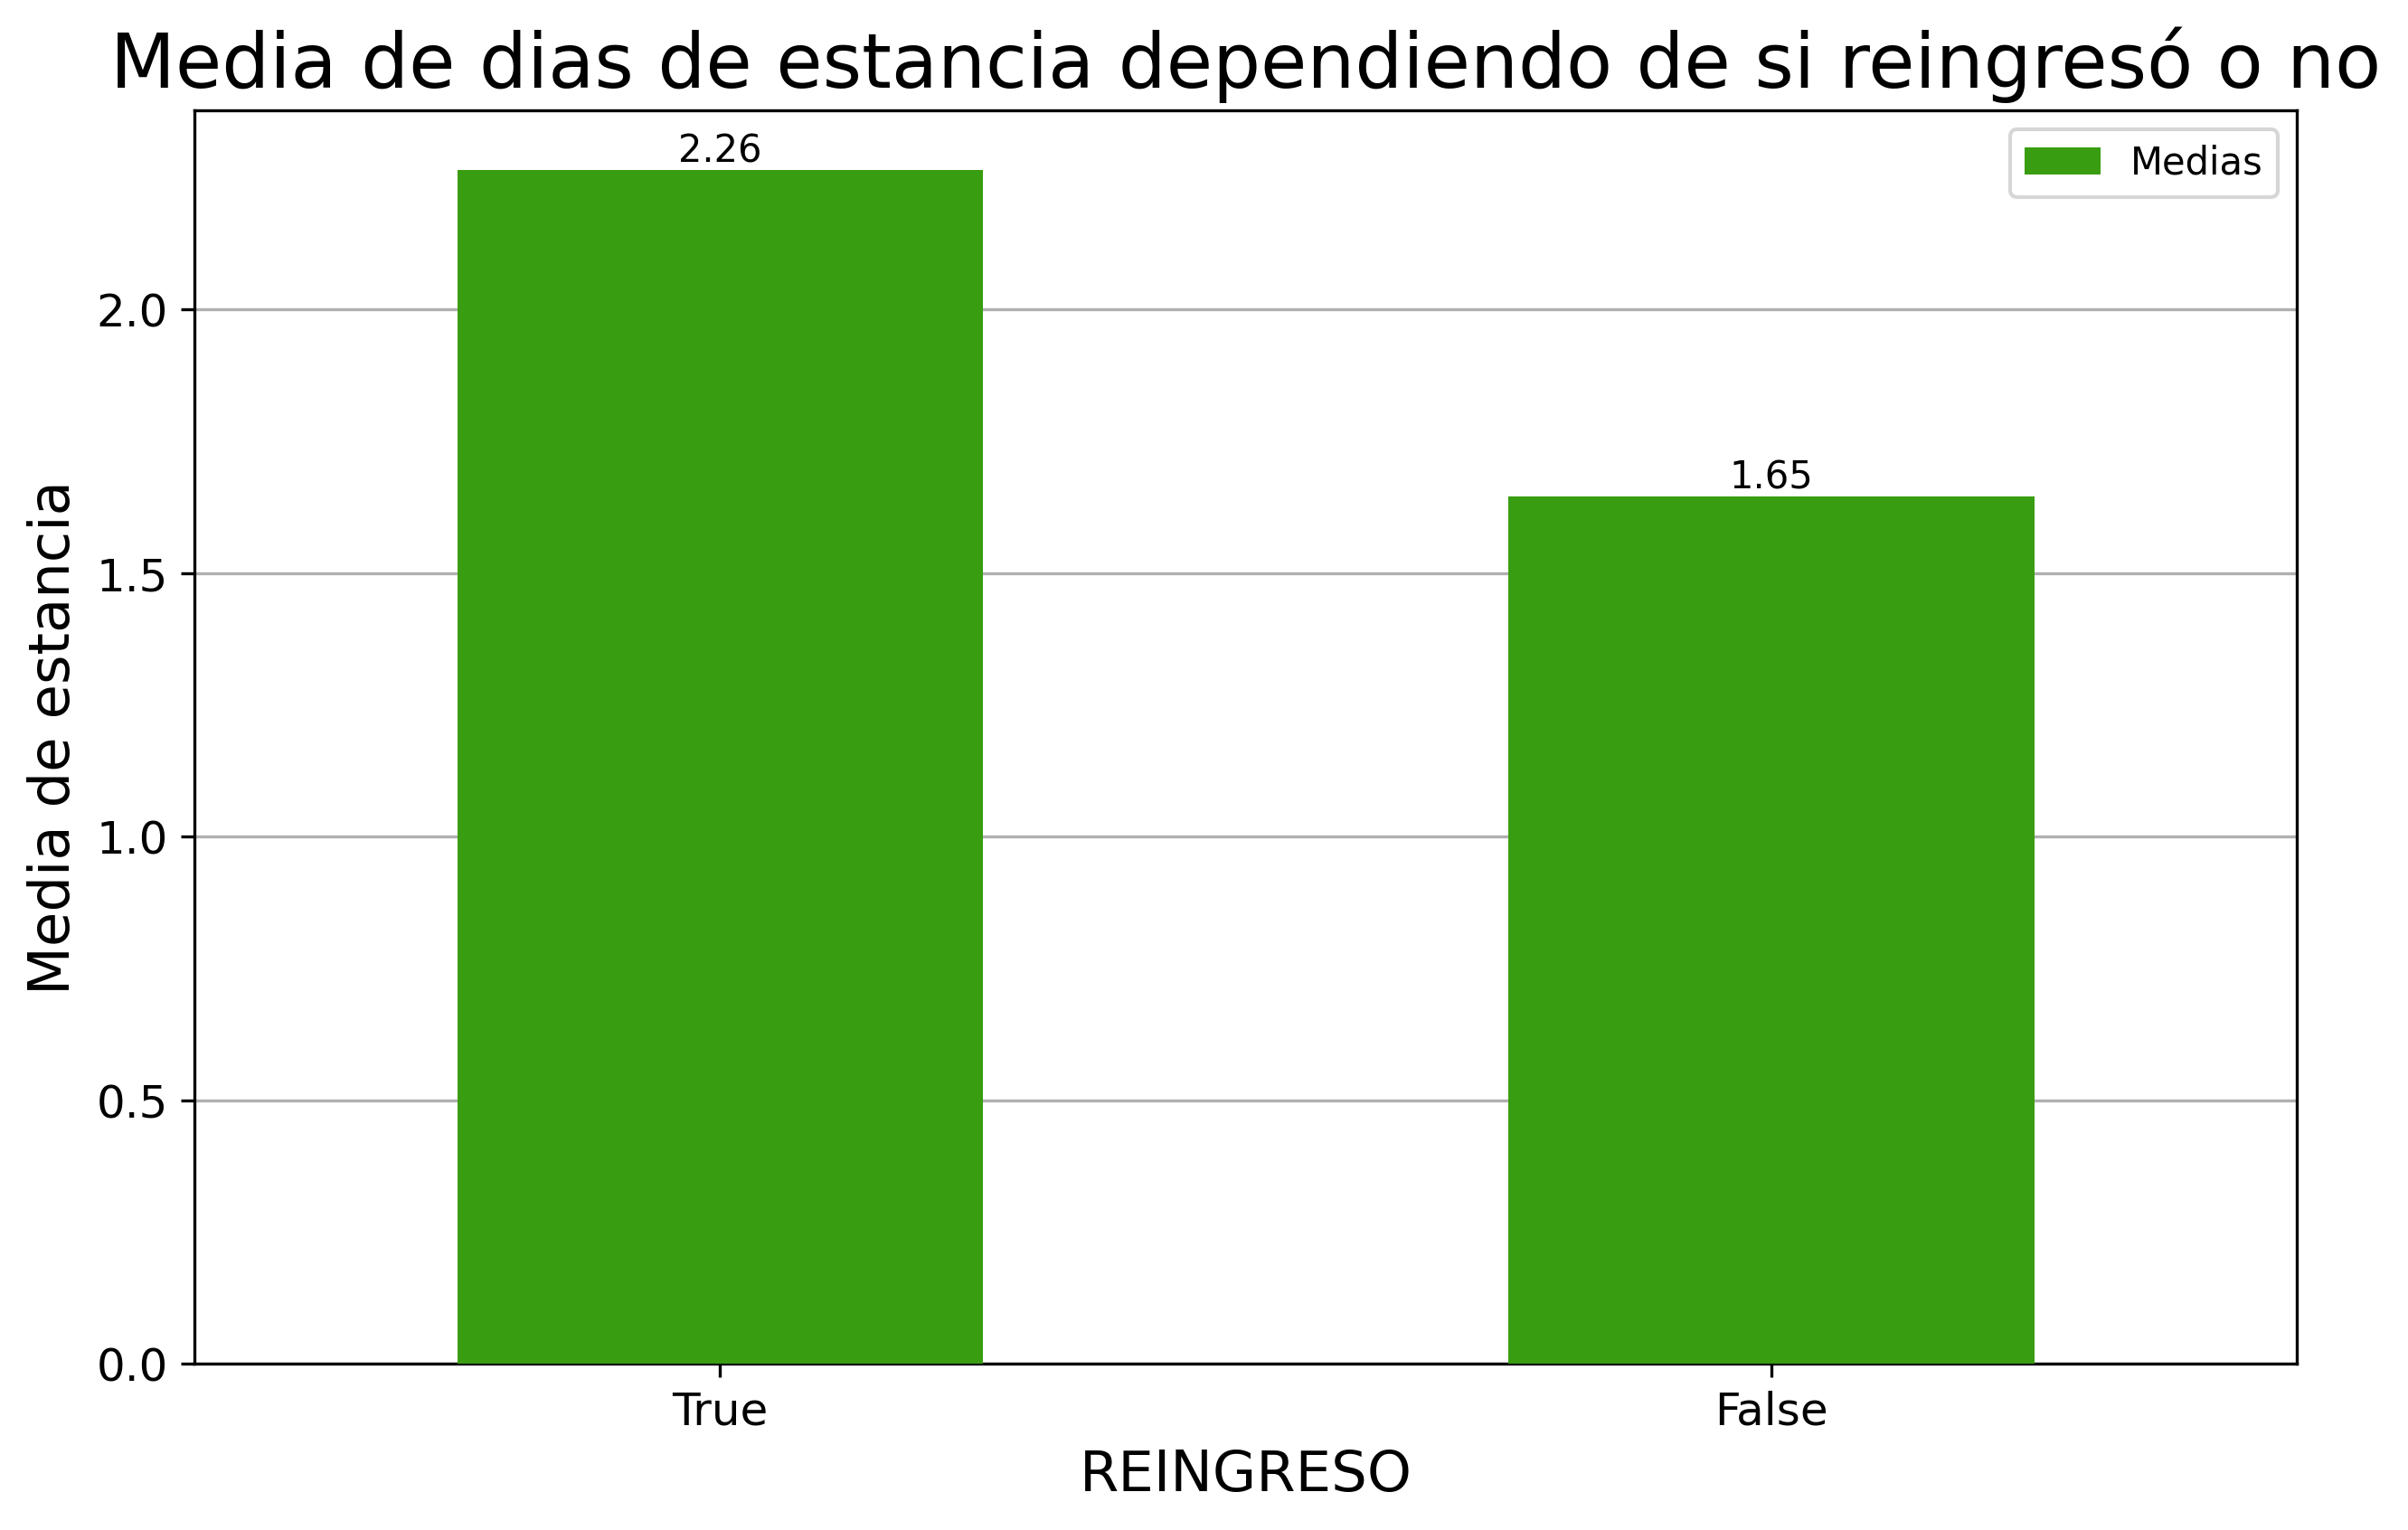 Media de dias de estancia dependiendo de si reingresó o no
Medias
2.26
1.65
Media de estancia
2.0
1.5
1.0
0.5
0.0
True
False
REINGRESO